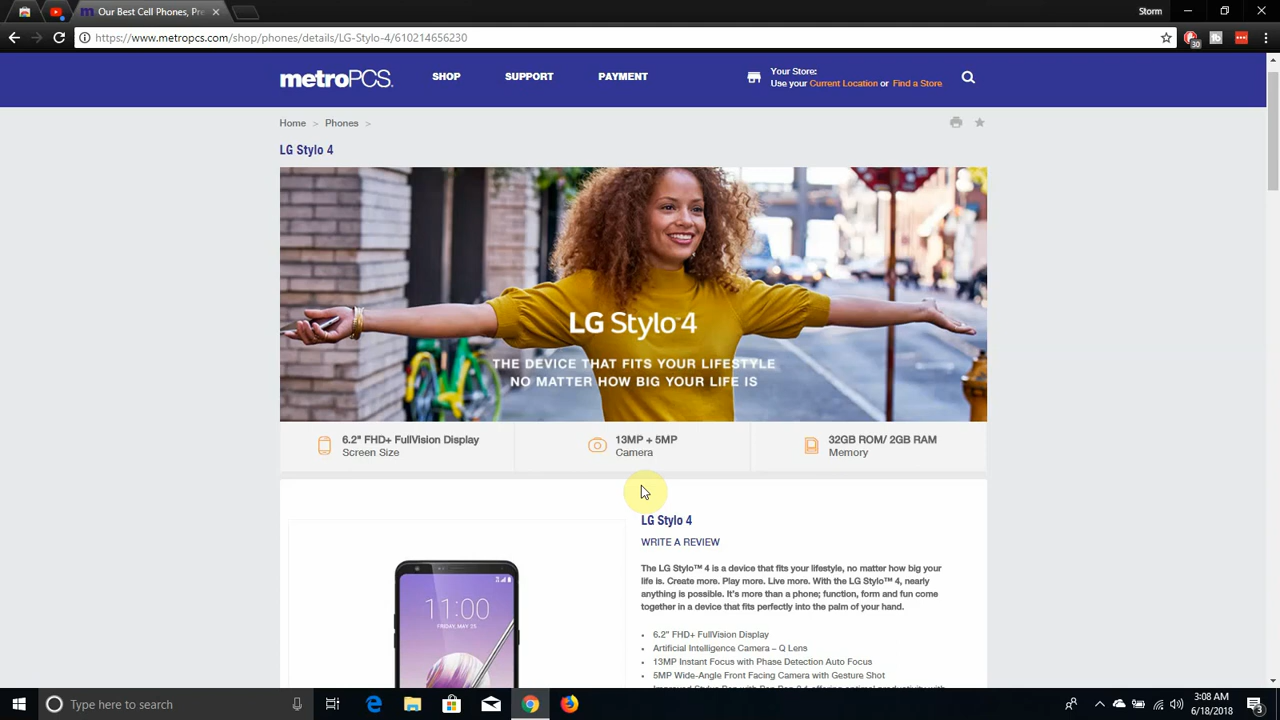 Our Best Cell Phones, Pre
Storm
https://www.metropcs.com/shop/phones/details/LG-Stylo-4/610214656230
30
metroPCS.
SHOP
SUPPORT
PAYMENT
Your Store:
Use your Current Location or Find a Store
Home > Phones >
LG Stylo 4
LG Stylo™4
THE DEVICE THAT FITS YOUR LIFESTYLE
NO MATTER HOW BIG YOUR LIFE IS
6.2" FHD+ FullVision Display
Screen Size
13MP + 5MP
Camera
32GB ROM/ 2GB RAM
Memory
LG Stylo 4
WRITE A REVIEW
The LG Stylo™ 4 is a device that fits your lifestyle, no matter how big your
life is. Create more. Play more. Live more. With the LG Stylo™ 4, nearly
anything is possible. It's more than a phone; function, form and fun come
together in a device that fits perfectly into the palm of your hand.
• 6.2" FHD+ FullVision Display
• Artificial Intelligence Camera – Q Lens
• 13MP Instant Focus with Phase Detection Auto Focus
• 5MP Wide-Angle Front Facing Camera with Gesture Shot
11:00
FRIDAY, MAY 25
Type here to search
3:08 AM
6/18/2018